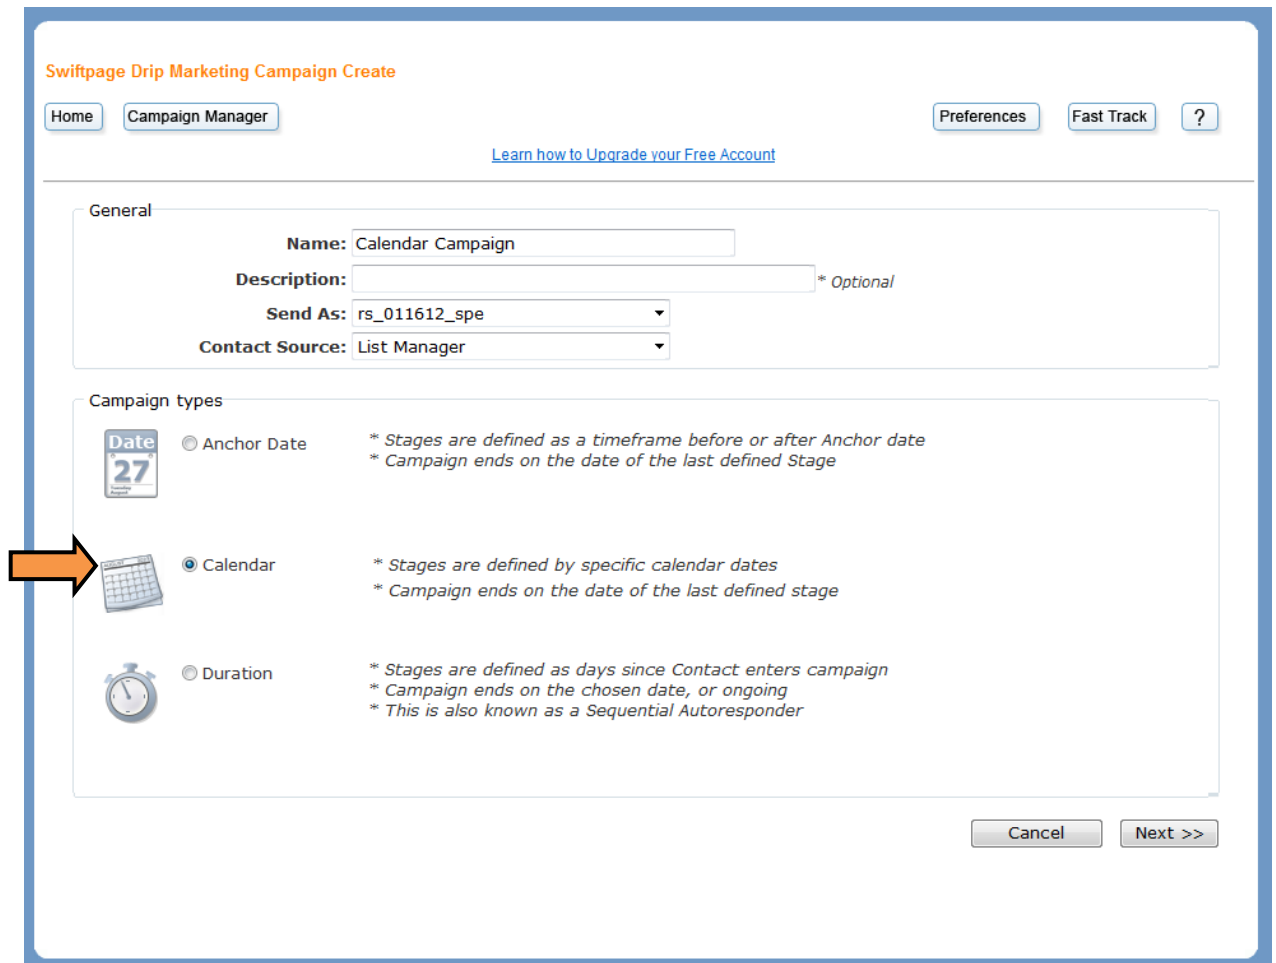 Swiftpage Drip Marketing Campaign Create
Home Campaign Manager Preferences Fast Track ?
Learn how to Upgrade your Free Account
General
Name: Calendar Campaign
Description: * Optional
Send As: rs_011612_spe
Contact Source: List Manager
Campaign types
Date
27
Tuesday
August
Anchor Date
* Stages are defined as a timeframe before or after Anchor date
* Campaign ends on the date of the last defined Stage
AUGUST
Calendar
* Stages are defined by specific calendar dates
* Campaign ends on the date of the last defined stage
Duration
* Stages are defined as days since Contact enters campaign
* Campaign ends on the chosen date, or ongoing
* This is also known as a Sequential Autoresponder
Cancel Next >>